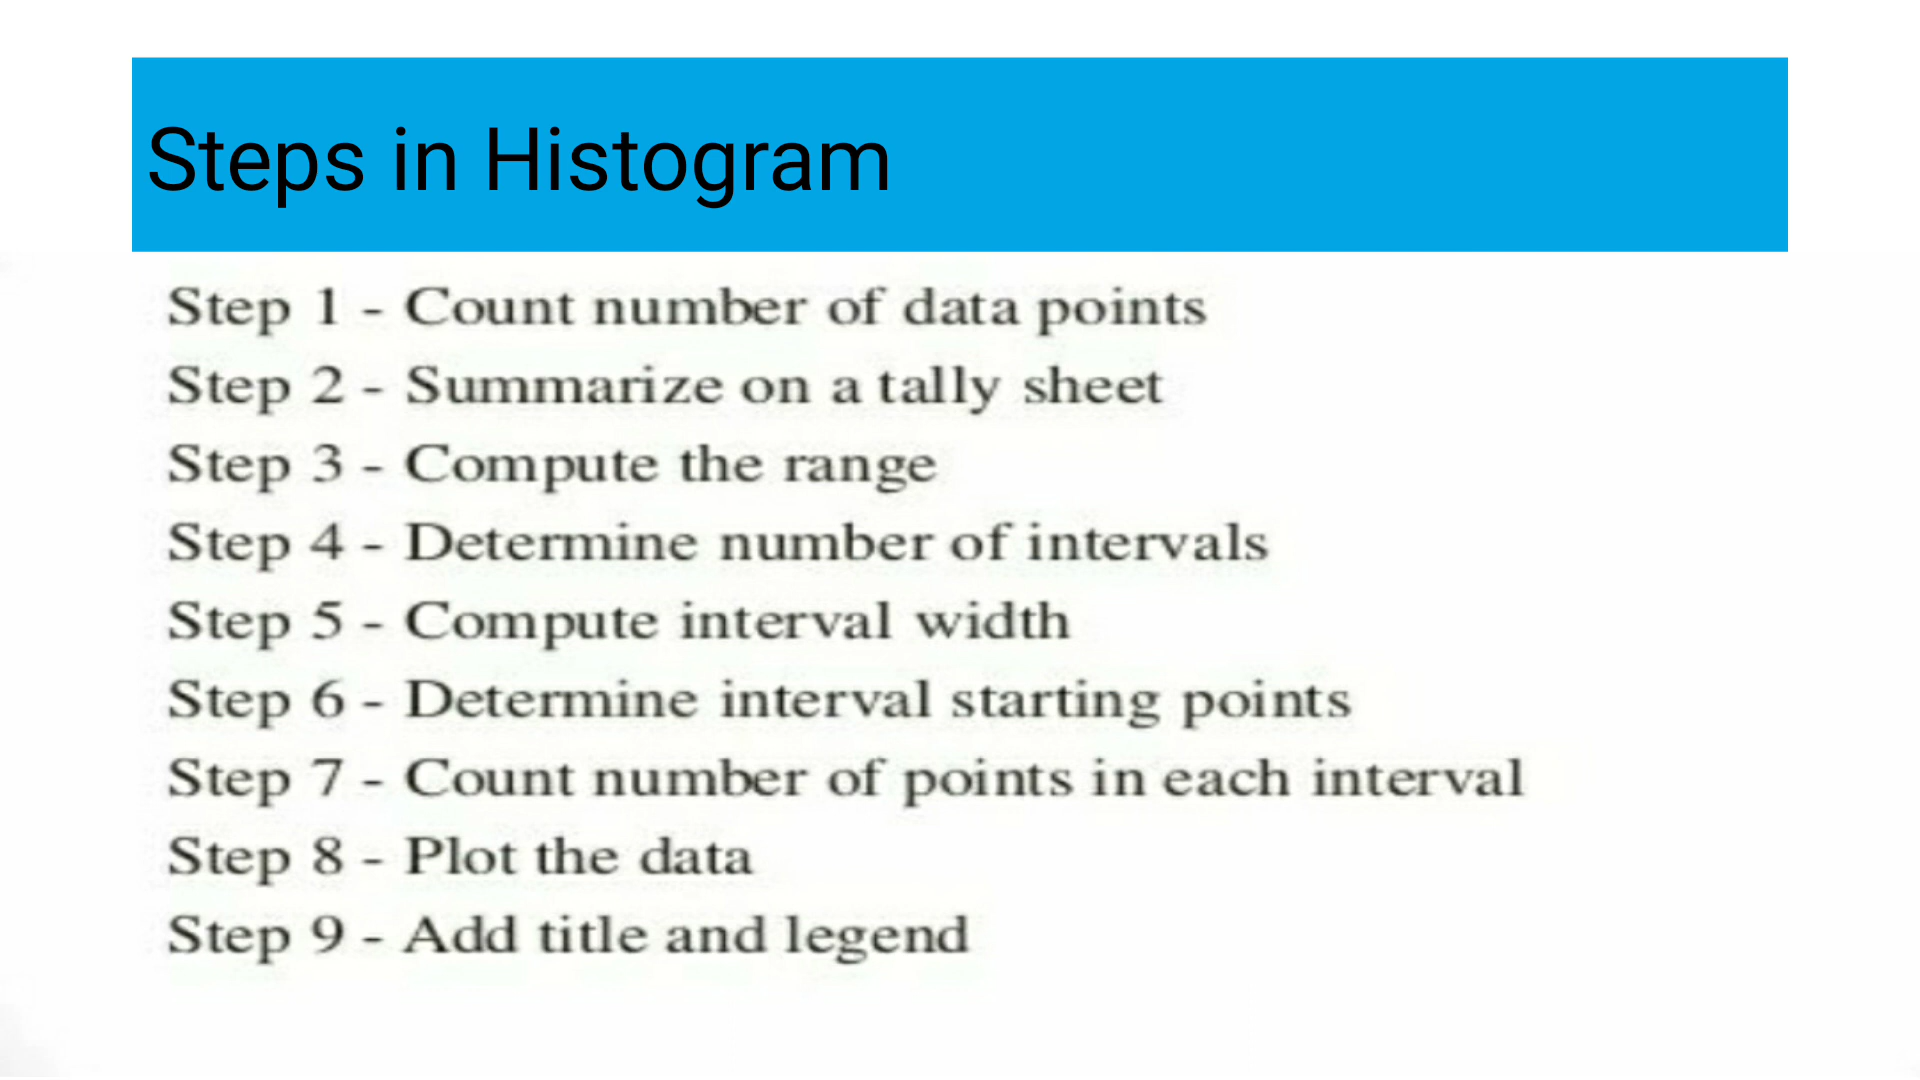 Steps in Histogram
Step 1 - Count number of data points
Step 2 - Summarize on a tally sheet
Step 3 - Compute the range
Step 4 - Determine number of intervals
Step 5 - Compute interval width
Step 6 - Determine interval starting points
Step 7 - Count number of points in each interval
Step 8 - Plot the data
Step 9 - Add title and legend